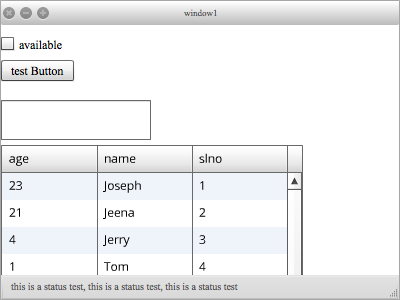 window1
available
test Button
age name slno
23 Joseph 1
21 Jeena 2
4 Jerry 3
1 Tom 4
this is a status test, this is a status test, this is a status test